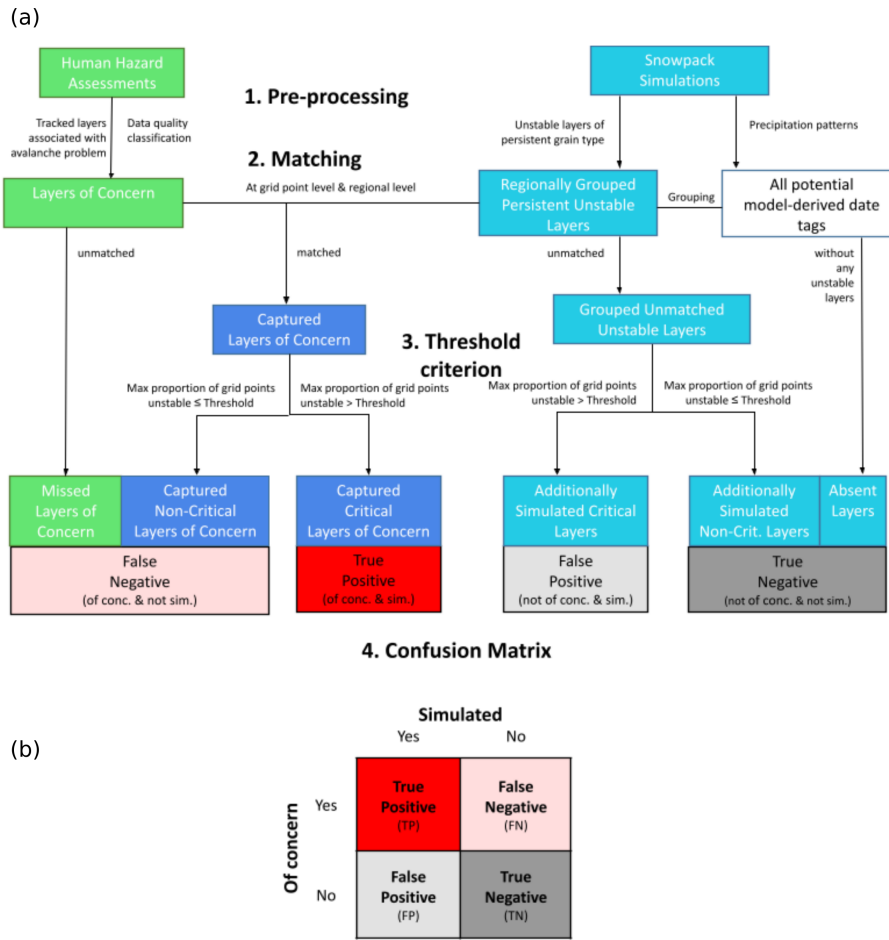 (a)
Human Hazard
Assessments
Snowpack
Simulations
1. Pre-processing
Tracked layers
associated with
avalanche problem
Data quality
classification
Unstable layers of
persistent grain type
Precipitation patterns
2. Matching
At grid point level & regional level
Layers of Concern
Regionally Grouped
Persistent Unstable
Layers
Grouping
All potential
model-derived date
tags
unmatched
matched
unmatched
without
any
unstable
layers
Captured
Layers of Concern
Grouped Unmatched
Unstable Layers
3. Threshold
criterion
Max proportion of grid points
unstable ≤ Threshold
Max proportion of grid points
unstable > Threshold
Max proportion of grid points
unstable > Threshold
Max proportion of grid points
unstable ≤ Threshold
Missed
Layers of
Concern
Captured
Non-Critical
Layers of Concern
Captured
Critical
Layers of Concern
Additionally
Simulated Critical
Layers
Additionally
Simulated
Non-Crit. Layers
Absent
Layers
False
Negative
(of conc. & not sim.)
True
Positive
(of conc. & sim.)
False
Positive
(not of conc. & sim.)
True
Negative
(not of conc. & not sim.)
4. Confusion Matrix
(b)
Simulated
Yes
No
Of concern
Yes
True
Positive
(TP)
False
Negative
(FN)
No
False
Positive
(FP)
True
Negative
(TN)